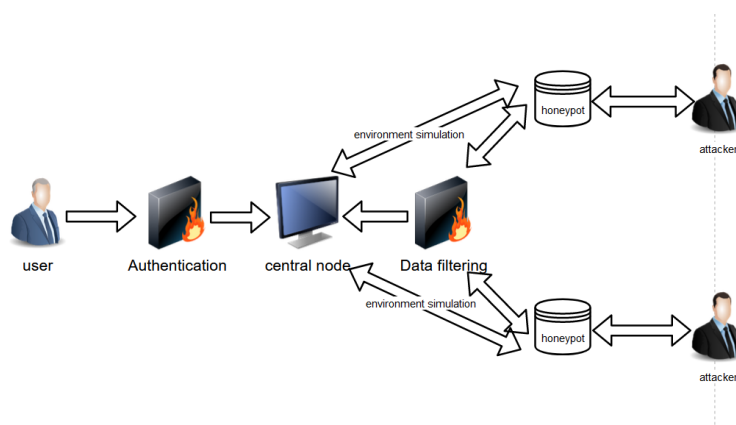 honeypot
attacker
environment simulation
user
Authentication
central node
Data filtering
environment simulation
honeypot
attacker